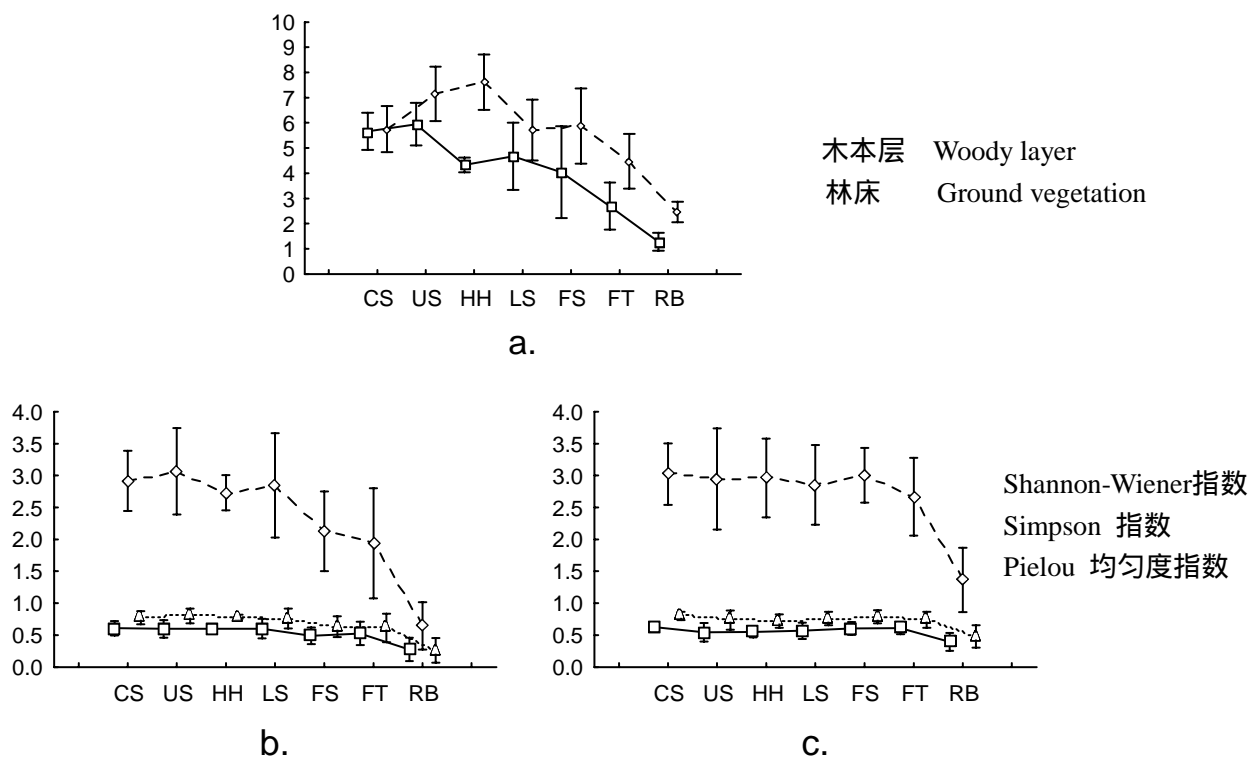 10
9
8
7
6
5
4
3
2
1
0
CS US HH LS FS FT RB
a.
木本层 Woody layer
林床 Ground vegetation
4.0
3.5
3.0
2.5
2.0
1.5
1.0
0.5
0.0
CS US HH LS FS FT RB
b.
4.0
3.5
3.0
2.5
2.0
1.5
1.0
0.5
0.0
CS US HH LS FS FT RB
c.
Shannon-Wiener指数
Simpson 指数
Pielou 均匀度指数